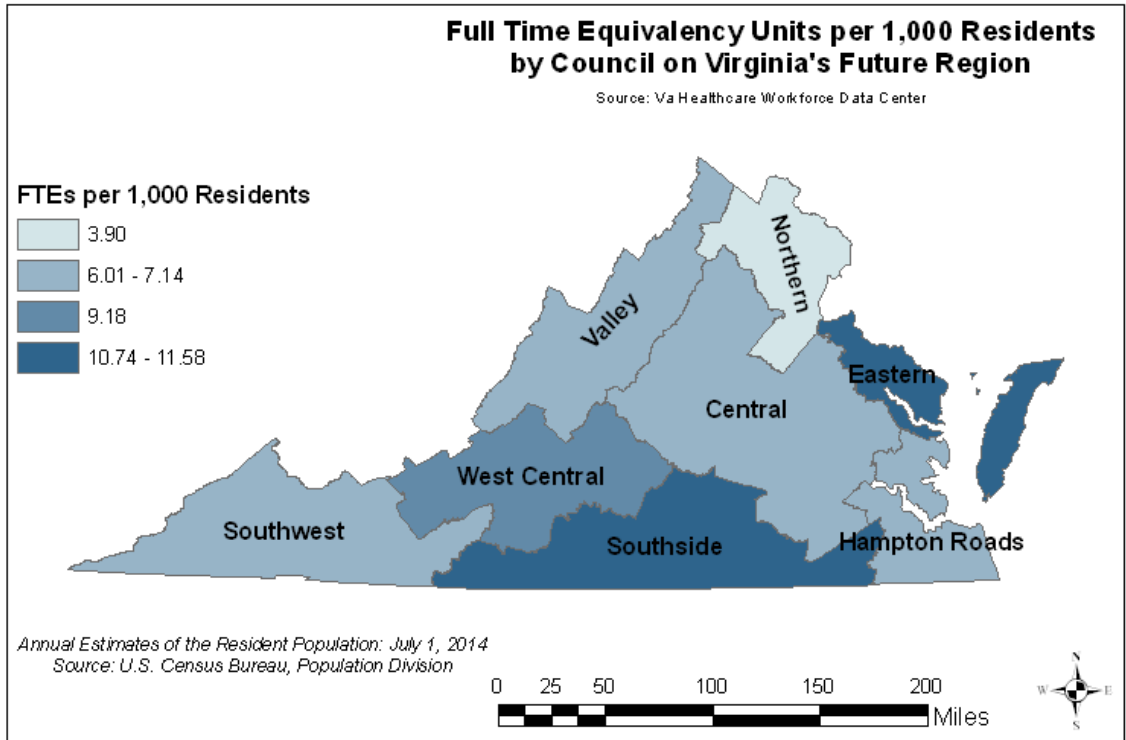 Full Time Equivalency Units per 1,000 Residents
by Council on Virginia's Future Region
Source: Va Healthcare Workforce Data Center
FTEs per 1,000 Residents
3.90
6.01 - 7.14
9.18
10.74 - 11.58
Northern
Valley
Eastern
Central
West Central
Southwest
Southside
Hampton Roads
Annual Estimates of the Resident Population: July 1, 2014
Source: U.S. Census Bureau, Population Division
0 25 50 100 150 200
Miles
N
W E
S